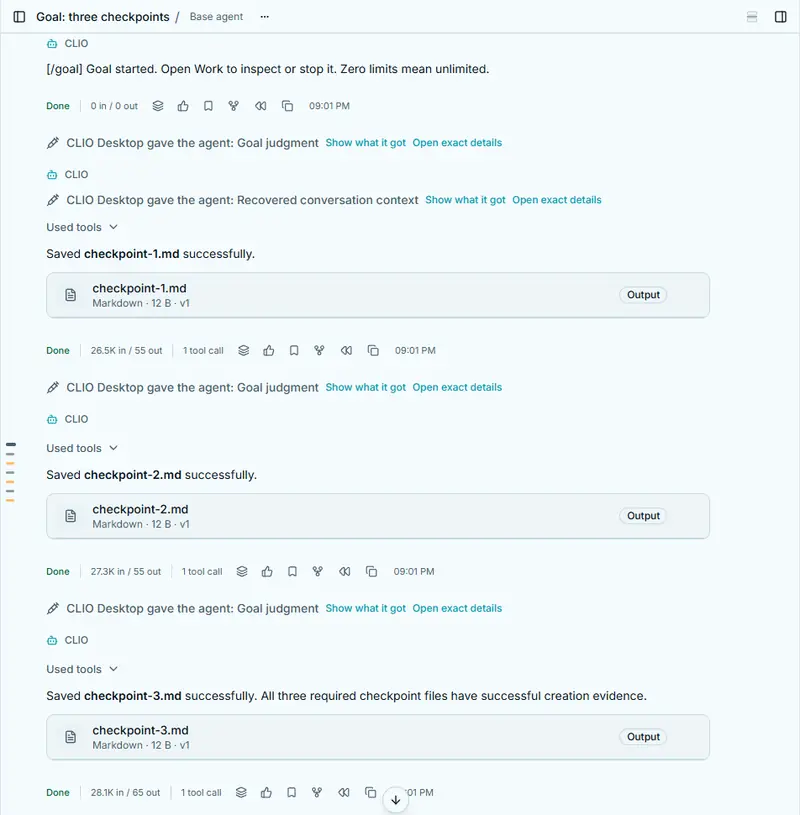 Goal: three checkpoints / Base agent ...
CLIO
[/goal] Goal started. Open Work to inspect or stop it. Zero limits mean unlimited.
Done 0 in / 0 out 09:01 PM
CLIO Desktop gave the agent: Goal judgment Show what it got Open exact details
CLIO
CLIO Desktop gave the agent: Recovered conversation context Show what it got Open exact details
Used tools
Saved checkpoint-1.md successfully.
checkpoint-1.md
Markdown · 12 B · v1
Output
Done 26.5K in / 55 out 1 tool call 09:01 PM
CLIO Desktop gave the agent: Goal judgment Show what it got Open exact details
CLIO
Used tools
Saved checkpoint-2.md successfully.
checkpoint-2.md
Markdown · 12 B · v1
Output
Done 27.3K in / 55 out 1 tool call 09:01 PM
CLIO Desktop gave the agent: Goal judgment Show what it got Open exact details
CLIO
Used tools
Saved checkpoint-3.md successfully. All three required checkpoint files have successful creation evidence.
checkpoint-3.md
Markdown · 12 B · v1
Output
Done 28.1K in / 65 out 1 tool call :01 PM